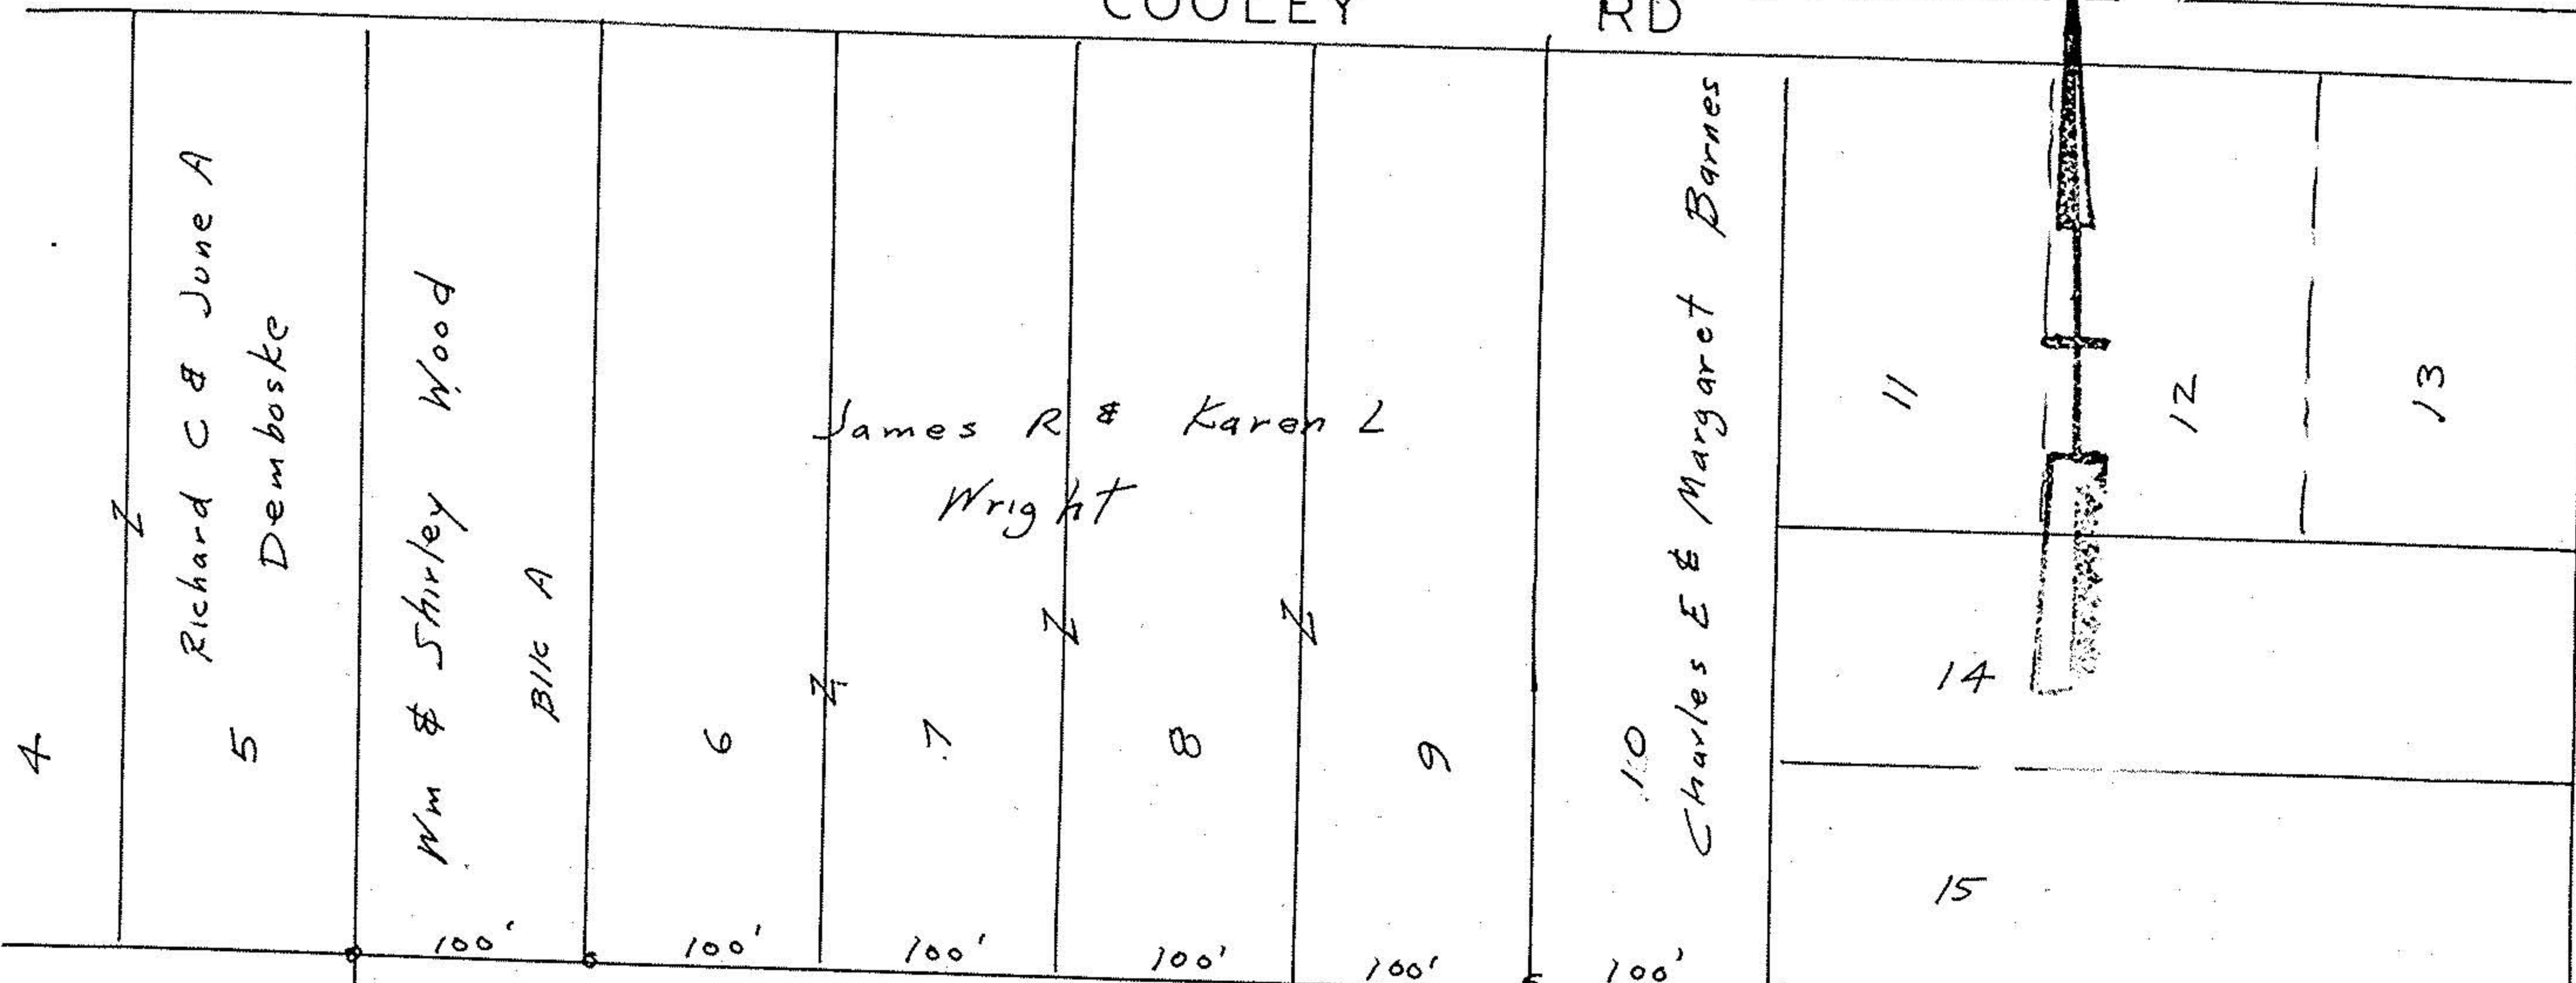 COOLEY RD
4
5
Richard C & June A
Demboske
Wm & Shirley Wood
Blk A
100'
6
100'
James R & Karen L
Wright
7
100'
8
100'
9
100'
10
100'
Charles E & Margaret Barnes
11
12
13
14
15